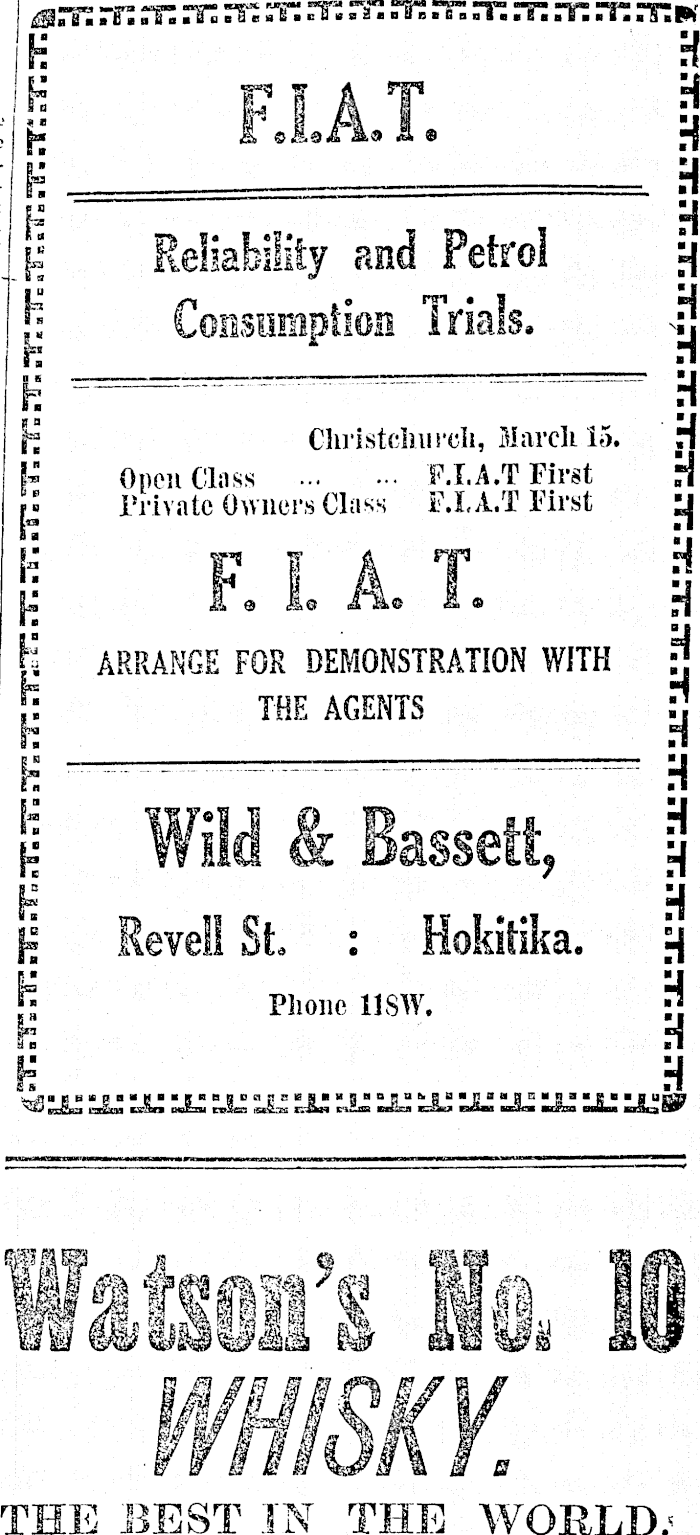 F.I.A.T.
Reliability and Petrol
Consumption Trials.
Christchurch, March 15.
Open Class ... ... F.I.A.T First
Private Owners Class F.I.A.T First
F. I. A. T.
ARRANGE FOR DEMONSTRATION WITH
THE AGENTS
Wild & Bassett,
Revell St. : Hokitika.
Phone 118W.
Watson's No. 10
WHISKY.
THE BEST IN THE WORLD.